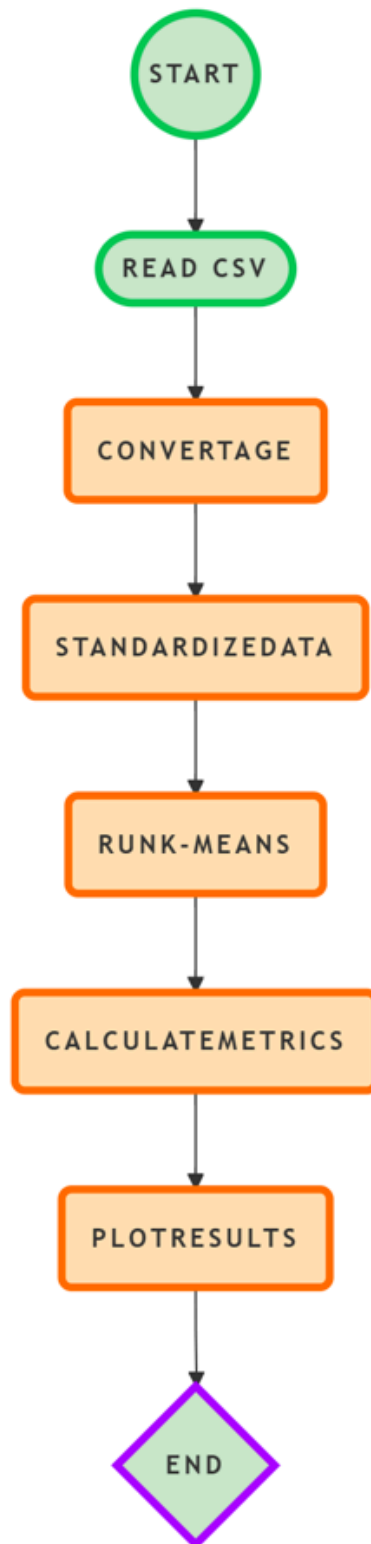 START
READ CSV
CONVERTAGE
STANDARDIZEDATA
RUNK-MEANS
CALCULATEMETRICS
PLOTRESULTS
END